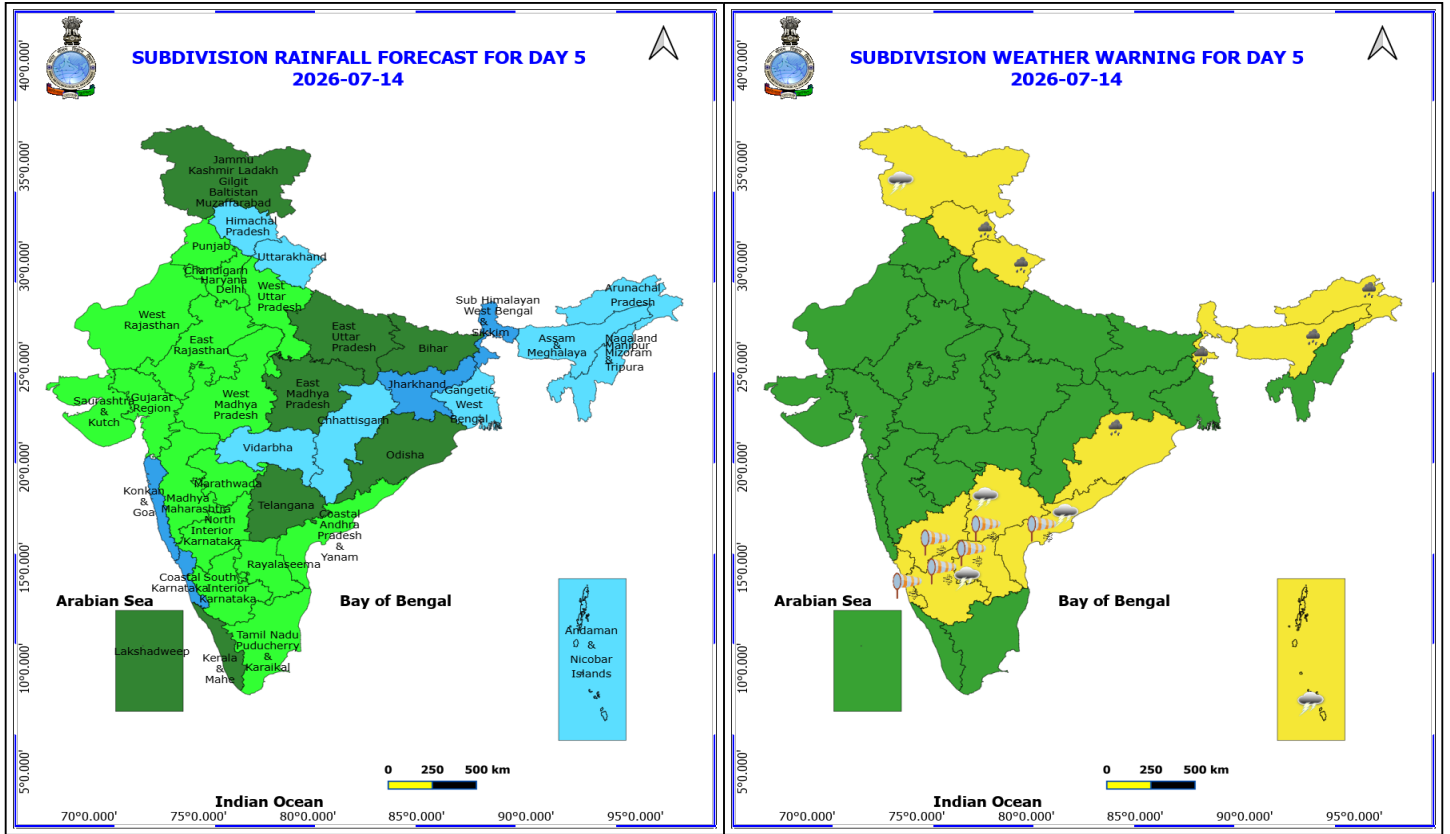 SUBDIVISION RAINFALL FORECAST FOR DAY 5
2026-07-14
40°0.000'
35°0.000'
30°0.000'
25°0.000'
20°0.000'
15°0.000'
10°0.000'
5°0.000'
Jammu
Kashmir Ladakh
Gilgit
Baltistan
Muzaffarabad
Himachal
Pradesh
Punjab
Uttarakhand
Chandigarh
Haryana
Delhi
West
Uttar
Pradesh
West
Rajasthan
East
Rajasthan
East
Uttar
Pradesh
Bihar
Sub Himalayan
West Bengal
&
Sikkim
Arunachal
Pradesh
Assam
&
Meghalaya
Nagaland
Manipur
Mizoram
&
Tripura
Saurashtra
&
Kutch
Gujarat
Region
West
Madhya
Pradesh
East
Madhya
Pradesh
Jharkhand
Gangetic
West
Bengal
Chhattisgarh
Vidarbha
Odisha
Konkan
&
Goa
Marathwada
Madhya
Maharashtra
Telangana
North
Interior
Karnataka
Coastal
Andhra
Pradesh
&
Yanam
Rayalaseema
Coastal
Karnataka
South
Interior
Karnataka
Arabian Sea
Bay of Bengal
Lakshadweep
Kerala
&
Mahe
Tamil Nadu
Puducherry
&
Karaikal
Andaman
&
Nicobar
Islands
0 250 500 km
Indian Ocean
70°0.000' 75°0.000' 80°0.000' 85°0.000' 90°0.000' 95°0.000'
SUBDIVISION WEATHER WARNING FOR DAY 5
2026-07-14
40°0.000'
35°0.000'
30°0.000'
25°0.000'
20°0.000'
15°0.000'
10°0.000'
5°0.000'
Arabian Sea
Bay of Bengal
0 250 500 km
Indian Ocean
70°0.000' 75°0.000' 80°0.000' 85°0.000' 90°0.000' 95°0.000'